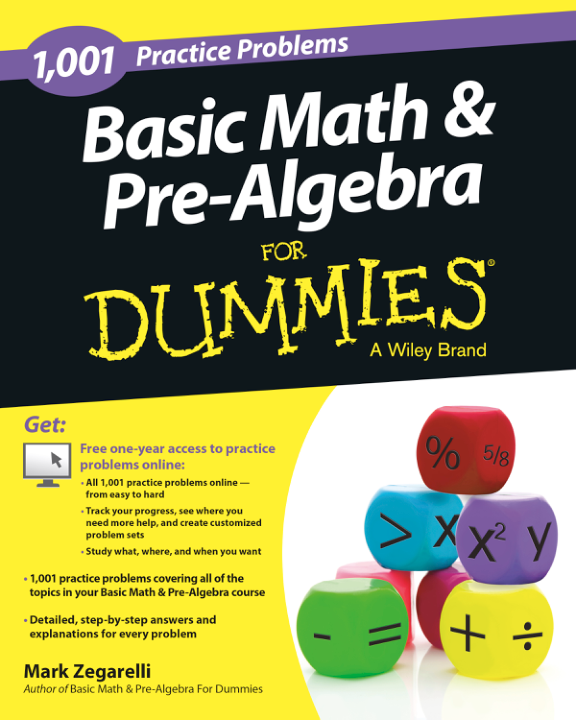 1,001 Practice Problems
Basic Math &
Pre-Algebra
FOR
DUMMIES®
A Wiley Brand
Get:
Free one-year access to practice
problems online:
• All 1,001 practice problems online —
from easy to hard
• Track your progress, see where you
need more help, and create customized
problem sets
• Study what, where, and when you want
• 1,001 practice problems covering all of the
topics in your Basic Math & Pre-Algebra course
• Detailed, step-by-step answers and
explanations for every problem
Mark Zegarelli
Author of Basic Math & Pre-Algebra For Dummies
% 5/8
> x x² y
- = + ÷